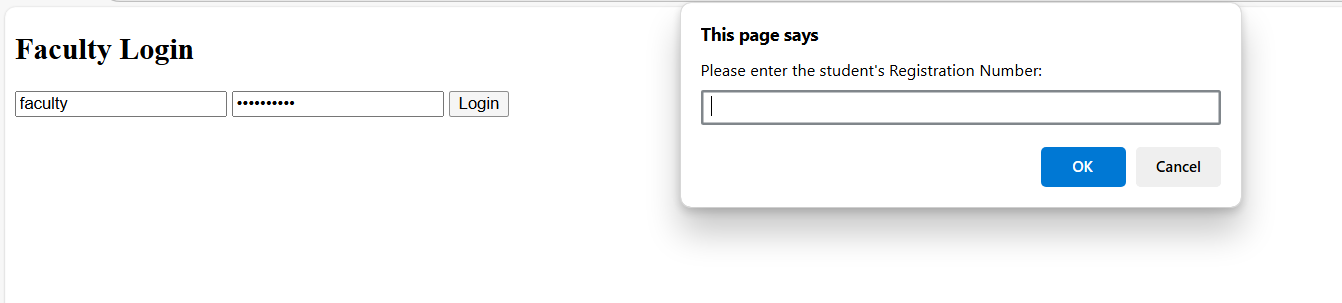 Faculty Login
faculty •••••••••• Login
This page says
Please enter the student's Registration Number:
OK Cancel